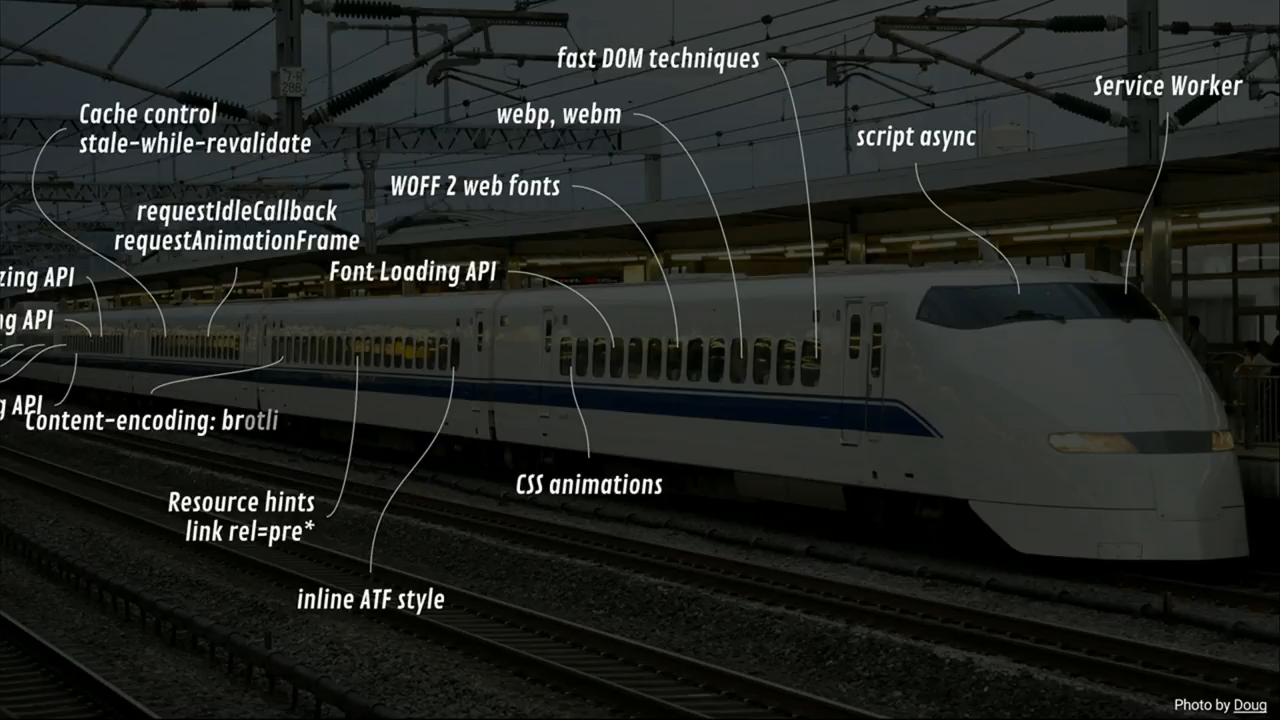 fast DOM techniques
Service Worker
Cache control
stale-while-revalidate
webp, webm
script async
WOFF 2 web fonts
requestIdleCallback
requestAnimationFrame
Font Loading API
zing API
ng API
g API
Content-encoding: brotli
CSS animations
Resource hints
link rel=pre*
inline ATF style
Photo by Doug